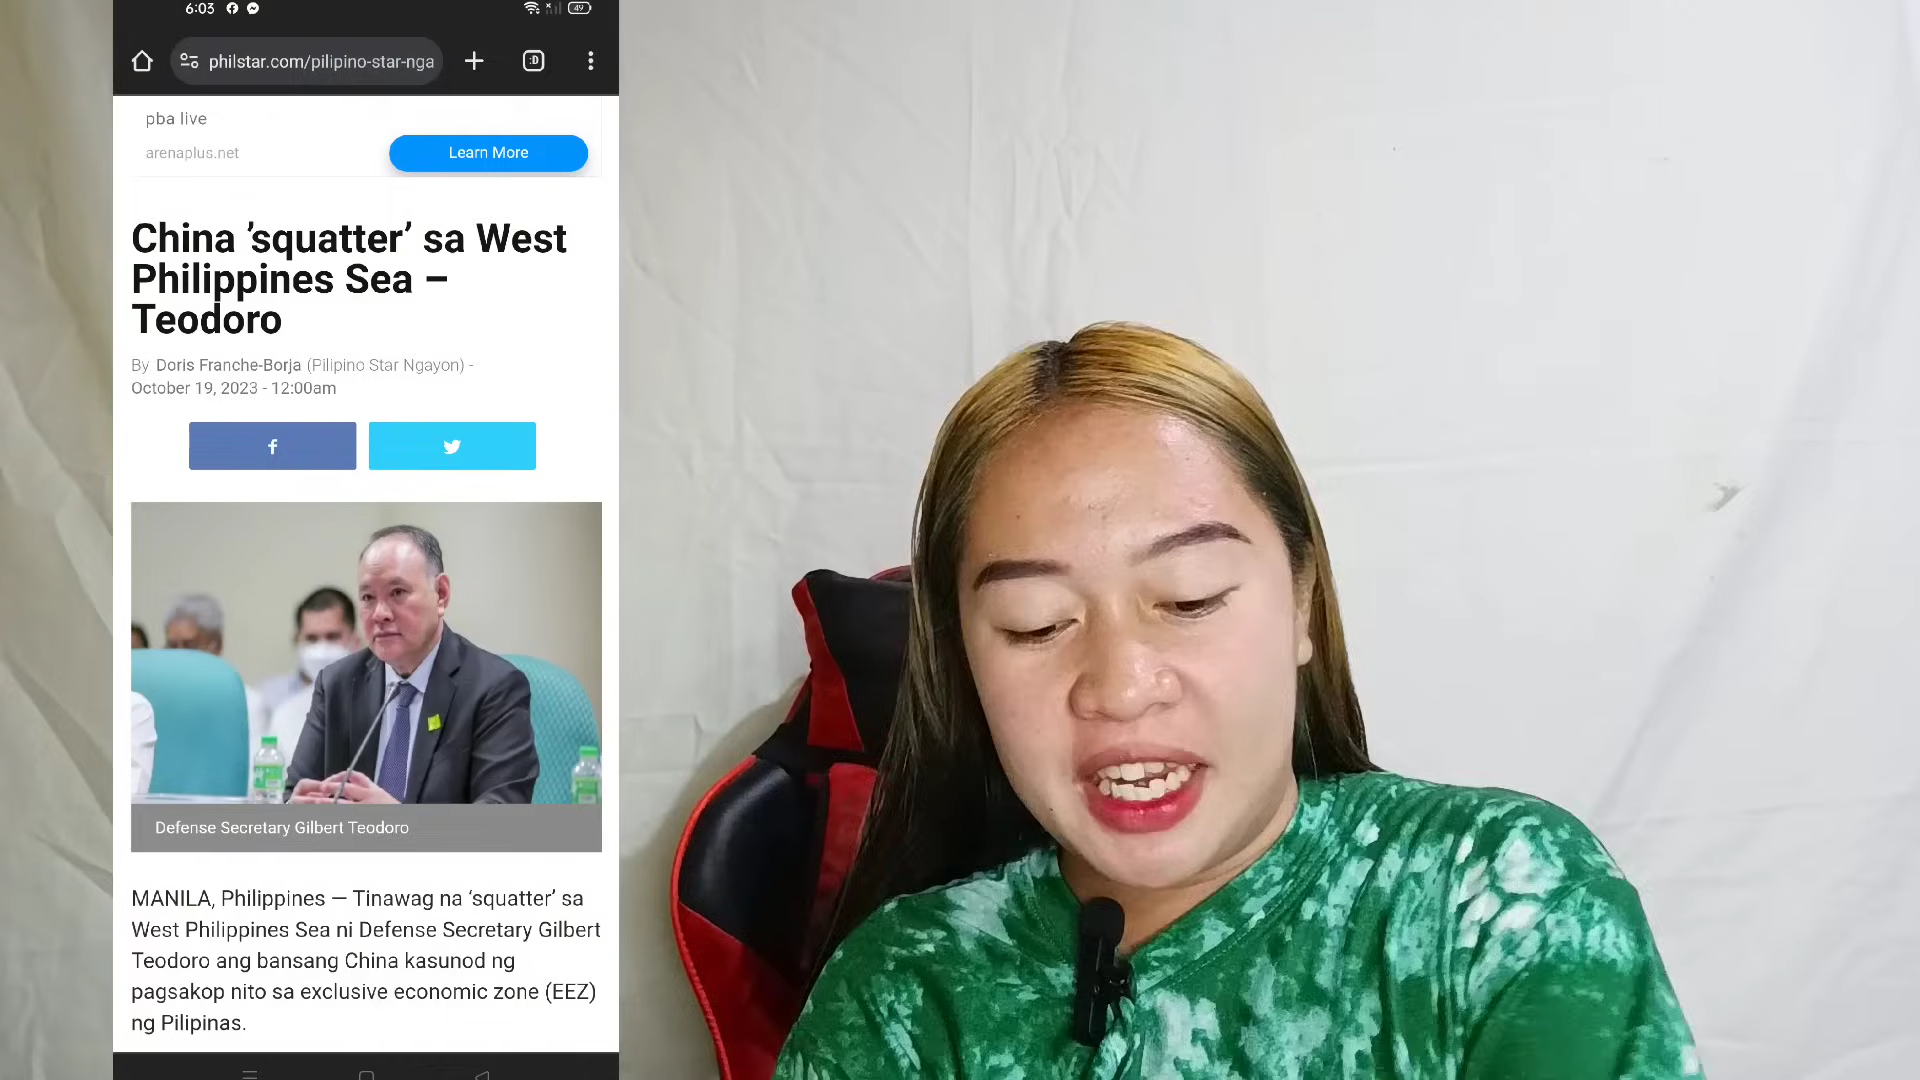 6:03
49
philstar.com/pilipino-star-nga
:D
pba live
arenaplus.net
Learn More
China ’squatter’ sa West
Philippines Sea –
Teodoro
By Doris Franche-Borja (Pilipino Star Ngayon) -
October 19, 2023 - 12:00am
Defense Secretary Gilbert Teodoro
MANILA, Philippines — Tinawag na ‘squatter’ sa
West Philippines Sea ni Defense Secretary Gilbert
Teodoro ang bansang China kasunod ng
pagsakop nito sa exclusive economic zone (EEZ)
ng Pilipinas.